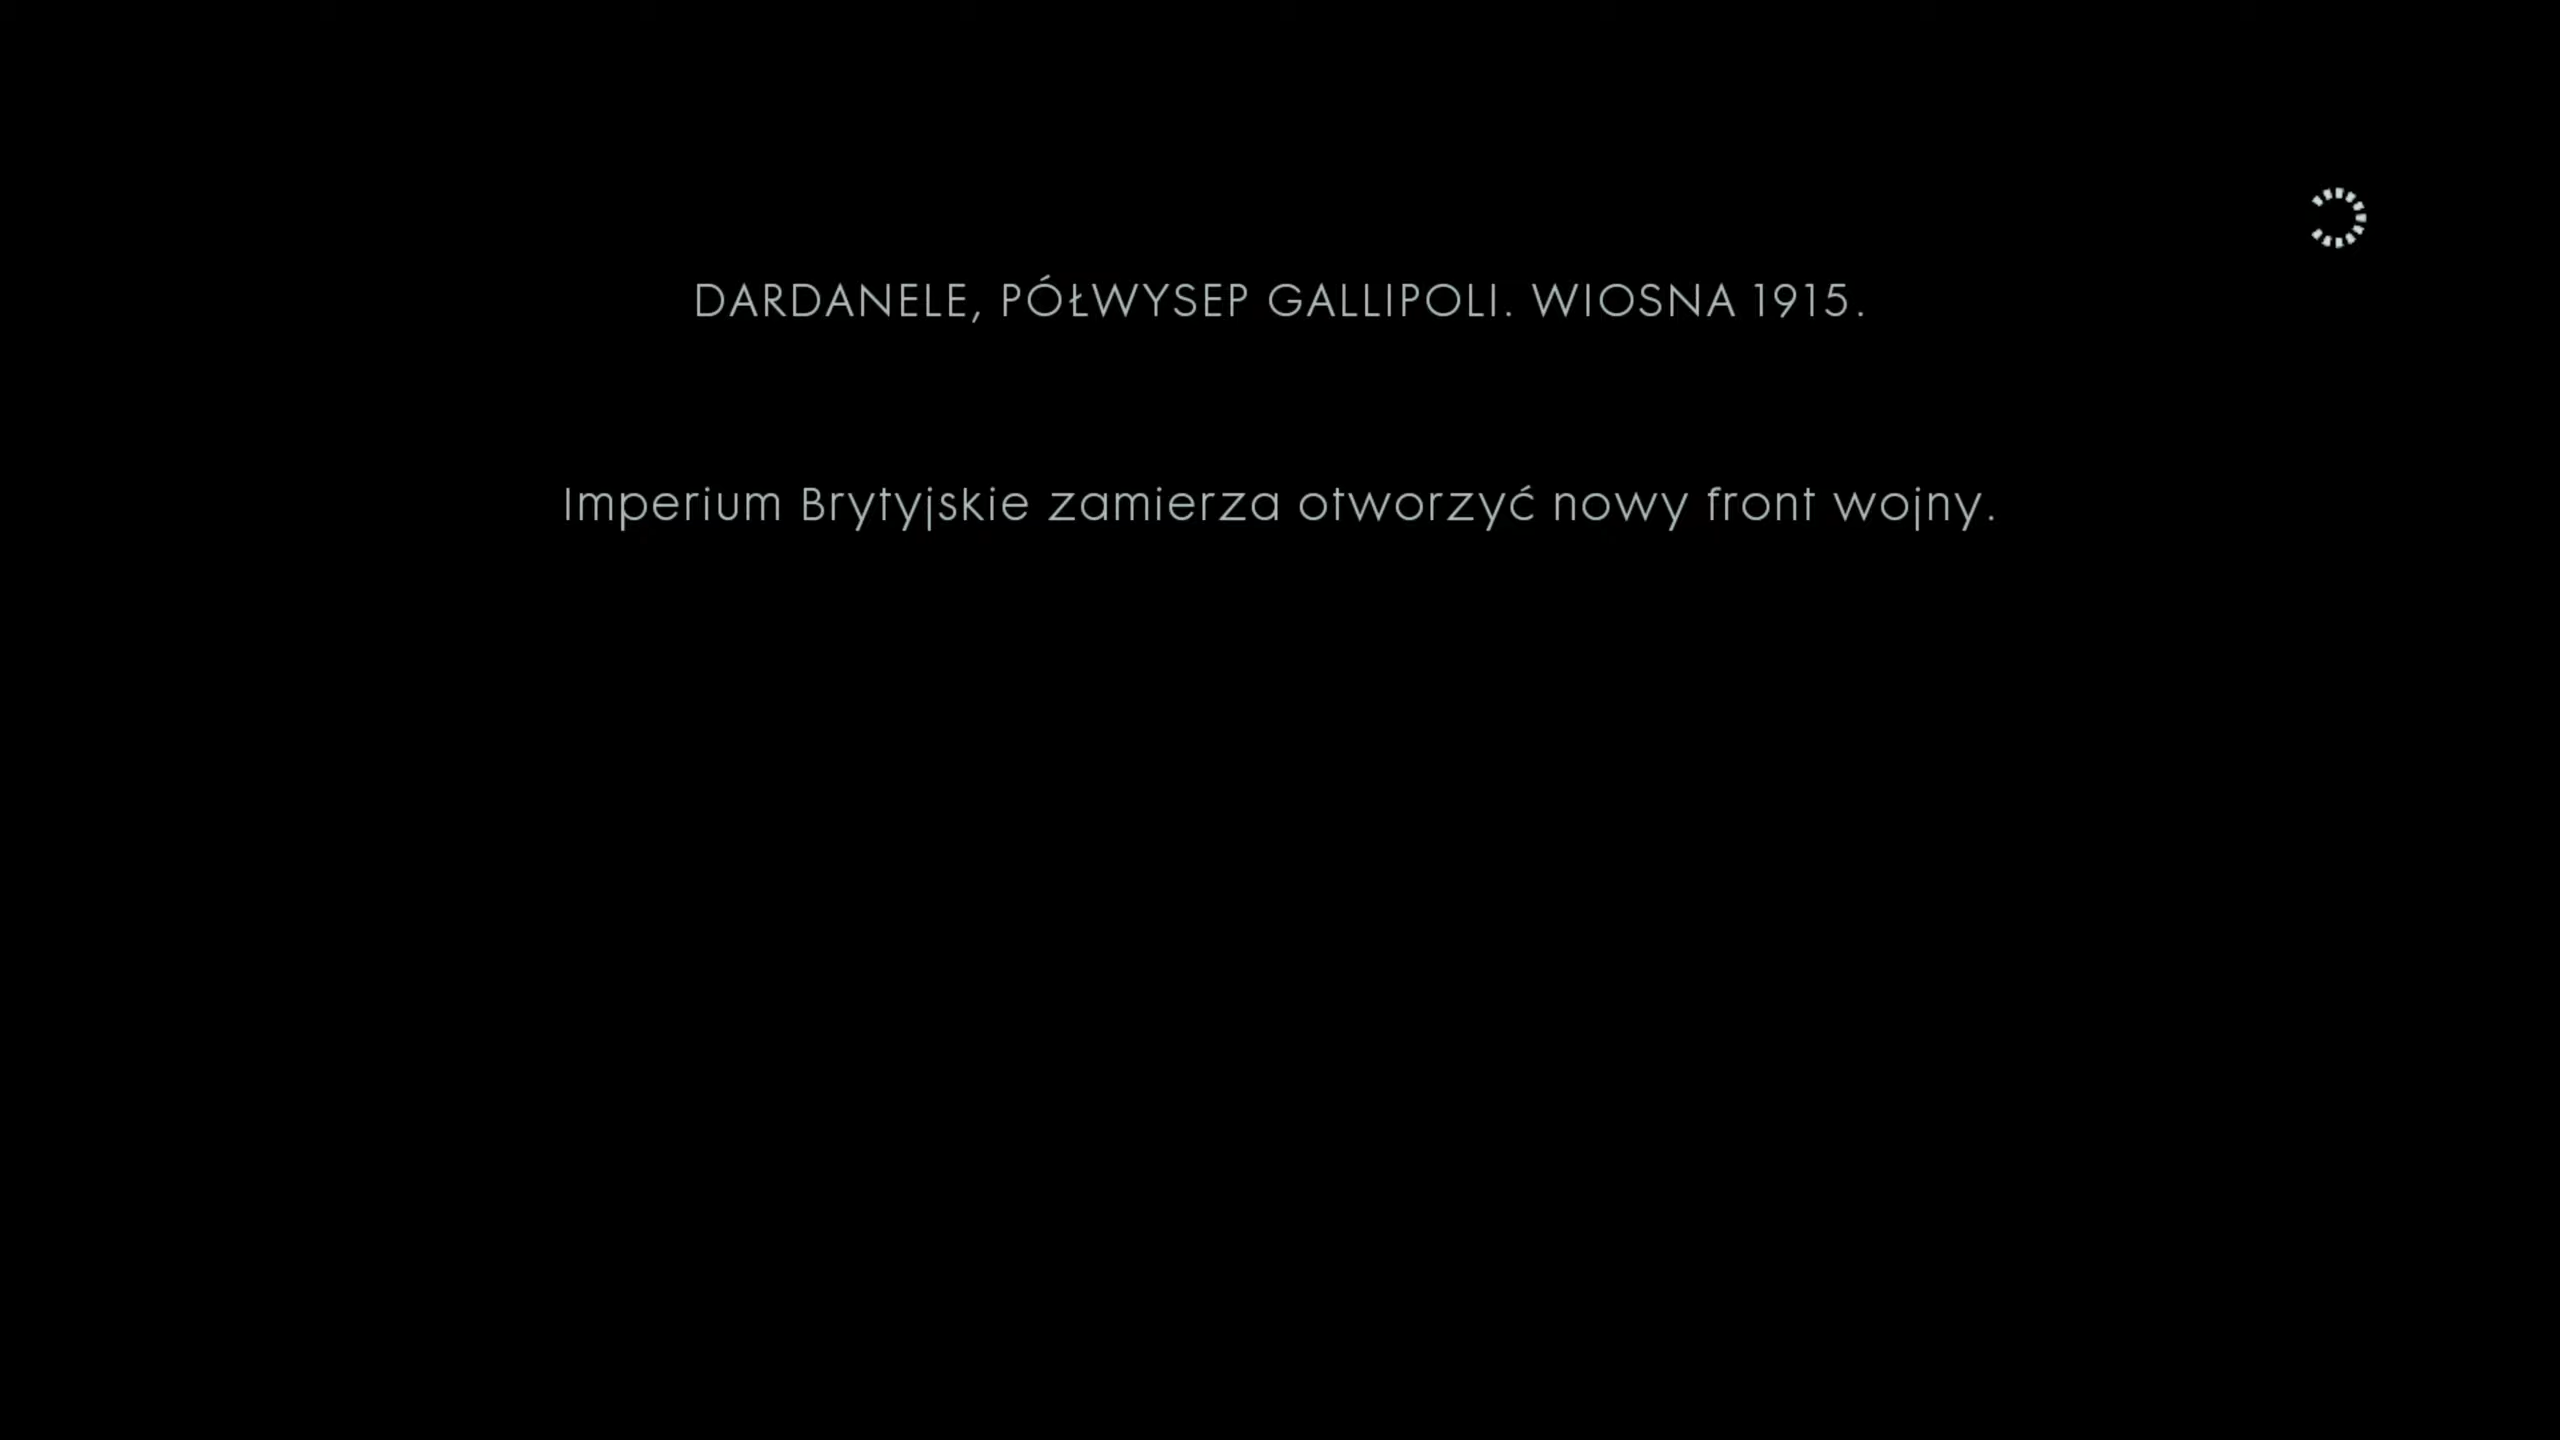 DARDANELE, PÓŁWYSEP GALLIPOLI. WIOSNA 1915.
Imperium Brytyjskie zamierza otworzyć nowy front wojny.